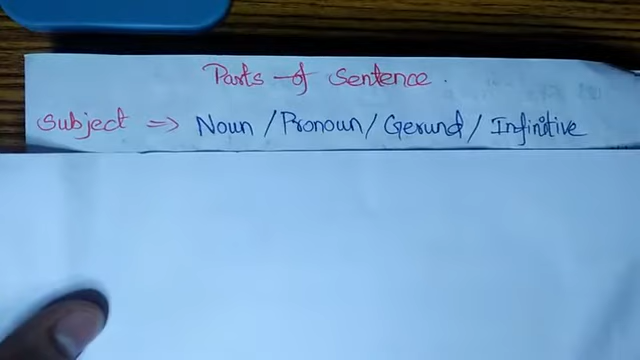 Parts of Sentence.
Subject => Noun / Pronoun / Gerund / Infinitive